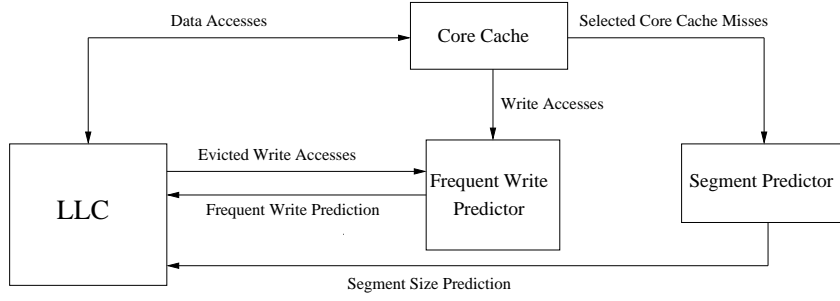 Data Accesses
Core Cache
Selected Core Cache Misses
Write Accesses
Evicted Write Accesses
LLC
Frequent Write
Predictor
Segment Predictor
Frequent Write Prediction
Segment Size Prediction